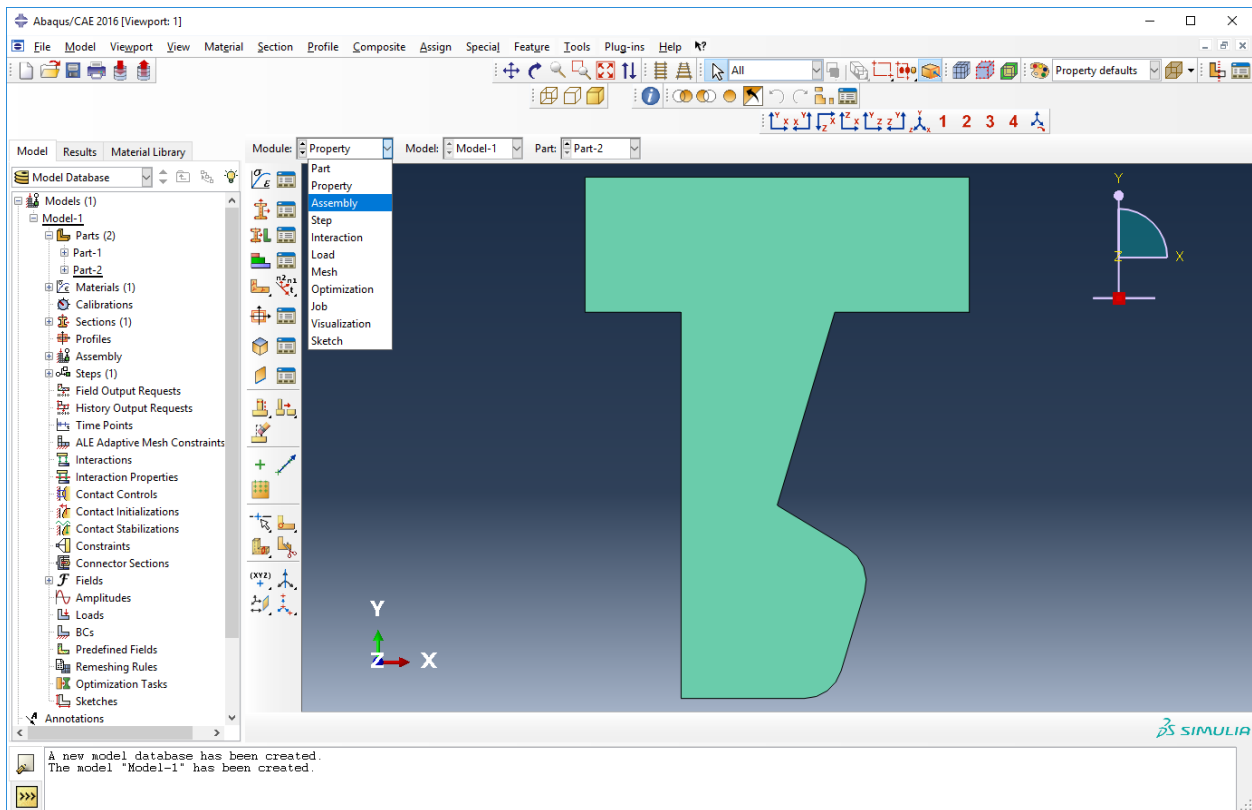 Abaqus/CAE 2016 [Viewport: 1]
File Model Viewport View Material Section Profile Composite Assign Special Feature Tools Plug-ins Help
All
Property defaults
1 2 3 4
Model Results Material Library
Module: Property Model: Model-1 Part: Part-2
Model Database
Models (1)
Model-1
Parts (2)
Part-1
Part-2
Materials (1)
Calibrations
Sections (1)
Profiles
Assembly
Steps (1)
Field Output Requests
History Output Requests
Time Points
ALE Adaptive Mesh Constraints
Interactions
Interaction Properties
Contact Controls
Contact Initializations
Contact Stabilizations
Constraints
Connector Sections
Fields
Amplitudes
Loads
BCs
Predefined Fields
Remeshing Rules
Optimization Tasks
Sketches
Annotations
Part
Property
Assembly
Step
Interaction
Load
Mesh
Optimization
Job
Visualization
Sketch
(XYZ)
Y
Z X
Y
Z X
SIMULIA
A new model database has been created.
The model "Model-1" has been created.
>>>